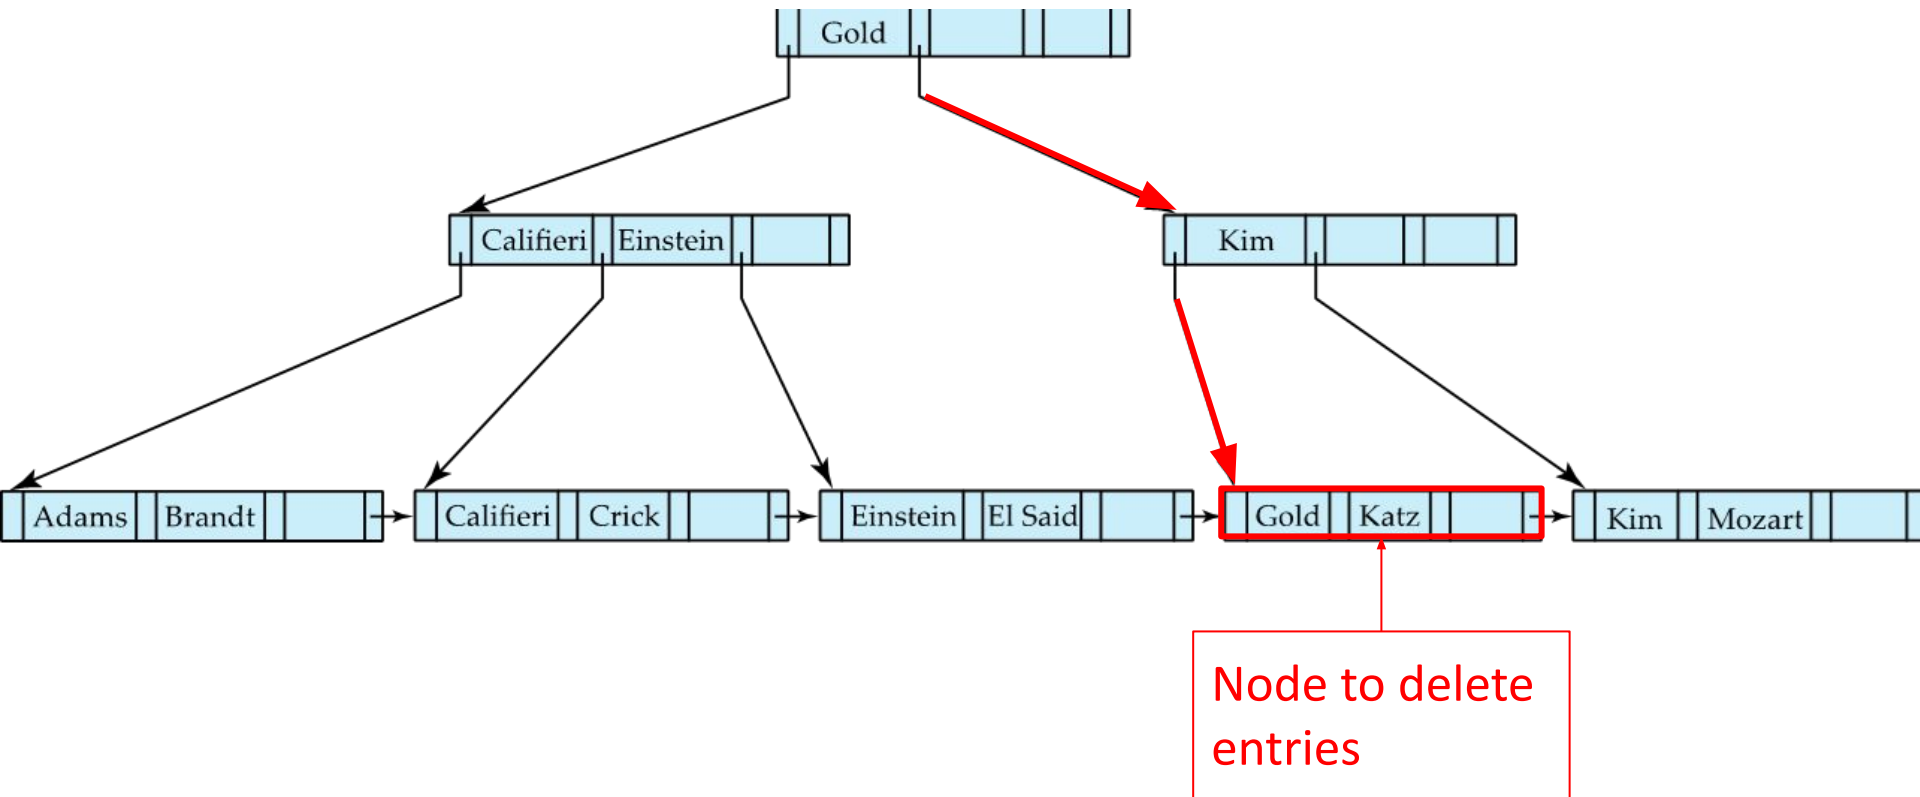 Gold
Califieri Einstein
Kim
Adams Brandt
Califieri Crick
Einstein El Said
Gold Katz
Kim Mozart
Node to delete
entries